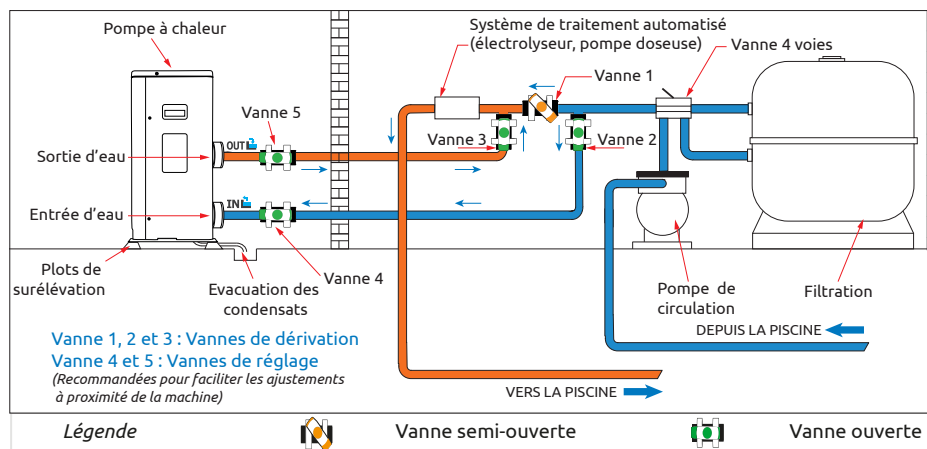 Pompe à chaleur
Système de traitement automatisé
(électrolyseur, pompe doseuse)
Vanne 1
Vanne 4 voies
Vanne 5
Vanne 3
Vanne 2
OUT
Sortie d'eau
IN
Entrée d'eau
Plots de
surélévation
Evacuation des
condensats
Vanne 4
Pompe de
circulation
Filtration
Vanne 1, 2 et 3 : Vannes de dérivation
Vanne 4 et 5 : Vannes de réglage
(Recommandées pour faciliter les ajustements
à proximité de la machine)
DEPUIS LA PISCINE
VERS LA PISCINE
Légende
Vanne semi-ouverte
Vanne ouverte